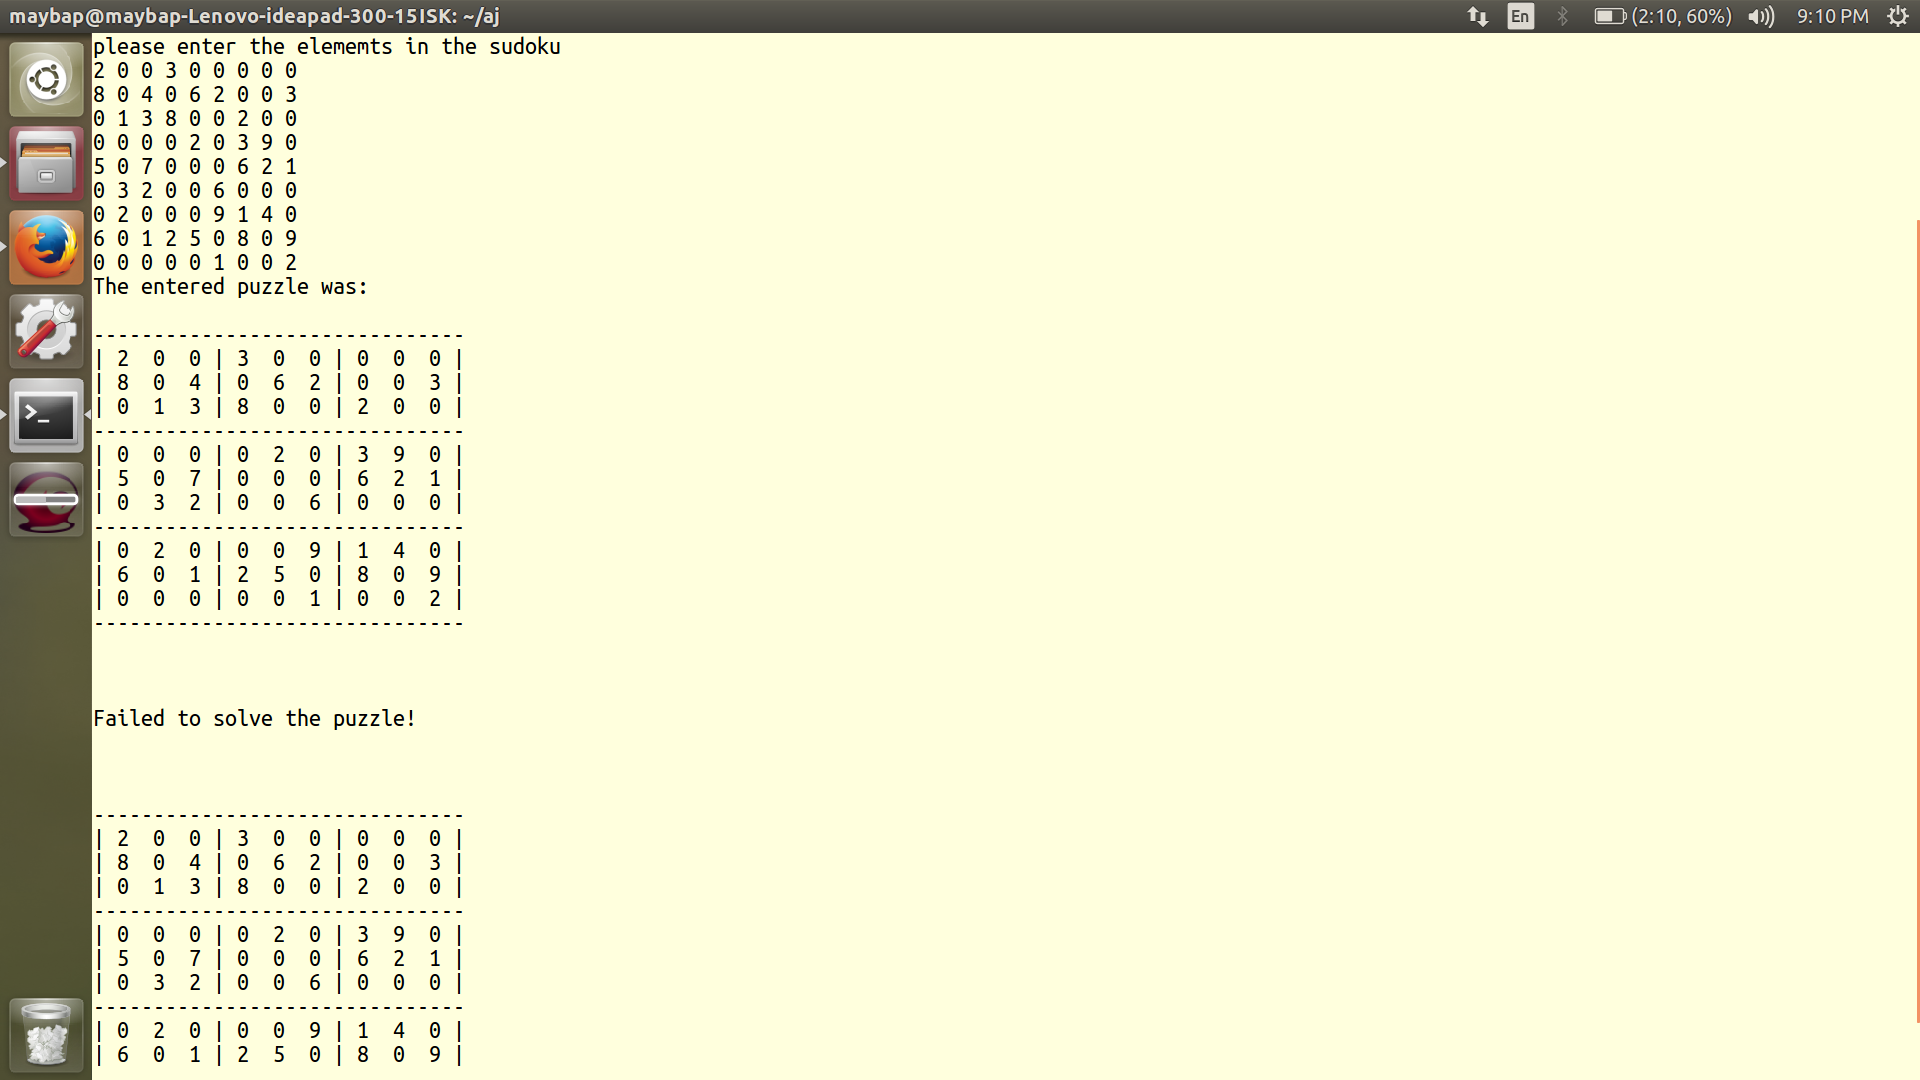 maybap@maybap-Lenovo-ideapad-300-15ISK: ~/aj En (2:10, 60%) 9:10 PM
please enter the elememts in the sudoku
2 0 0 3 0 0 0 0 0
8 0 4 0 6 2 0 0 3
0 1 3 8 0 0 2 0 0
0 0 0 0 2 0 3 9 0
5 0 7 0 0 0 6 2 1
0 3 2 0 0 6 0 0 0
0 2 0 0 0 9 1 4 0
6 0 1 2 5 0 8 0 9
0 0 0 0 0 1 0 0 2
The entered puzzle was:
-------------------------------
| 2  0  0 | 3  0  0 | 0  0  0 |
| 8  0  4 | 0  6  2 | 0  0  3 |
| 0  1  3 | 8  0  0 | 2  0  0 |
-------------------------------
| 0  0  0 | 0  2  0 | 3  9  0 |
| 5  0  7 | 0  0  0 | 6  2  1 |
| 0  3  2 | 0  0  6 | 0  0  0 |
-------------------------------
| 0  2  0 | 0  0  9 | 1  4  0 |
| 6  0  1 | 2  5  0 | 8  0  9 |
| 0  0  0 | 0  0  1 | 0  0  2 |
-------------------------------
Failed to solve the puzzle!
-------------------------------
| 2  0  0 | 3  0  0 | 0  0  0 |
| 8  0  4 | 0  6  2 | 0  0  3 |
| 0  1  3 | 8  0  0 | 2  0  0 |
-------------------------------
| 0  0  0 | 0  2  0 | 3  9  0 |
| 5  0  7 | 0  0  0 | 6  2  1 |
| 0  3  2 | 0  0  6 | 0  0  0 |
-------------------------------
| 0  2  0 | 0  0  9 | 1  4  0 |
| 6  0  1 | 2  5  0 | 8  0  9 |